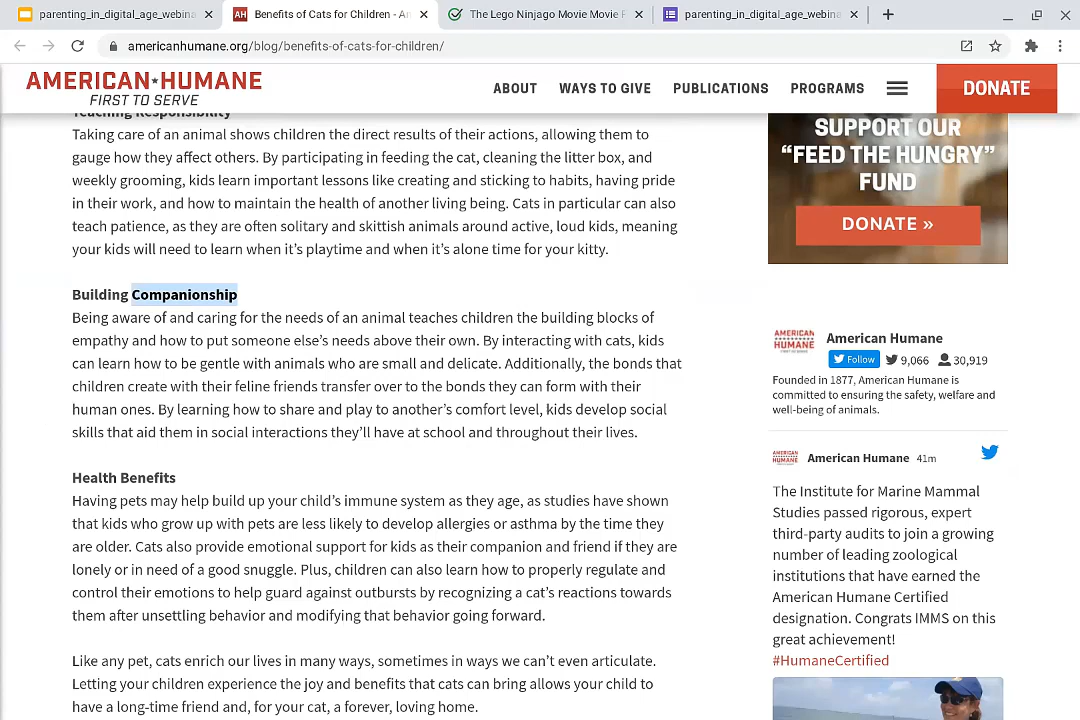 parenting_in_digital_age_webina
Benefits of Cats for Children - An
The Lego Ninjago Movie Movie F
parenting_in_digital_age_webina
americanhumane.org/blog/benefits-of-cats-for-children/
AMERICAN★HUMANE
FIRST TO SERVE
ABOUT
WAYS TO GIVE
PUBLICATIONS
PROGRAMS
DONATE
Teaching Responsibility
Taking care of an animal shows children the direct results of their actions, allowing them to
gauge how they affect others. By participating in feeding the cat, cleaning the litter box, and
weekly grooming, kids learn important lessons like creating and sticking to habits, having pride
in their work, and how to maintain the health of another living being. Cats in particular can also
teach patience, as they are often solitary and skittish animals around active, loud kids, meaning
your kids will need to learn when it’s playtime and when it’s alone time for your kitty.
Building Companionship
Being aware of and caring for the needs of an animal teaches children the building blocks of
empathy and how to put someone else’s needs above their own. By interacting with cats, kids
can learn how to be gentle with animals who are small and delicate. Additionally, the bonds that
children create with their feline friends transfer over to the bonds they can form with their
human ones. By learning how to share and play to another’s comfort level, kids develop social
skills that aid them in social interactions they’ll have at school and throughout their lives.
Health Benefits
Having pets may help build up your child’s immune system as they age, as studies have shown
that kids who grow up with pets are less likely to develop allergies or asthma by the time they
are older. Cats also provide emotional support for kids as their companion and friend if they are
lonely or in need of a good snuggle. Plus, children can also learn how to properly regulate and
control their emotions to help guard against outbursts by recognizing a cat’s reactions towards
them after unsettling behavior and modifying that behavior going forward.
Like any pet, cats enrich our lives in many ways, sometimes in ways we can’t even articulate.
Letting your children experience the joy and benefits that cats can bring allows your child to
have a long-time friend and, for your cat, a forever, loving home.
SUPPORT OUR
“FEED THE HUNGRY”
FUND
DONATE »
AMERICAN
HUMANE
American Humane
Follow 9,066 30,919
Founded in 1877, American Humane is
committed to ensuring the safety, welfare and
well-being of animals.
AMERICAN
HUMANE
American Humane 41m
The Institute for Marine Mammal
Studies passed rigorous, expert
third-party audits to join a growing
number of leading zoological
institutions that have earned the
American Humane Certified
designation. Congrats IMMS on this
great achievement!
#HumaneCertified